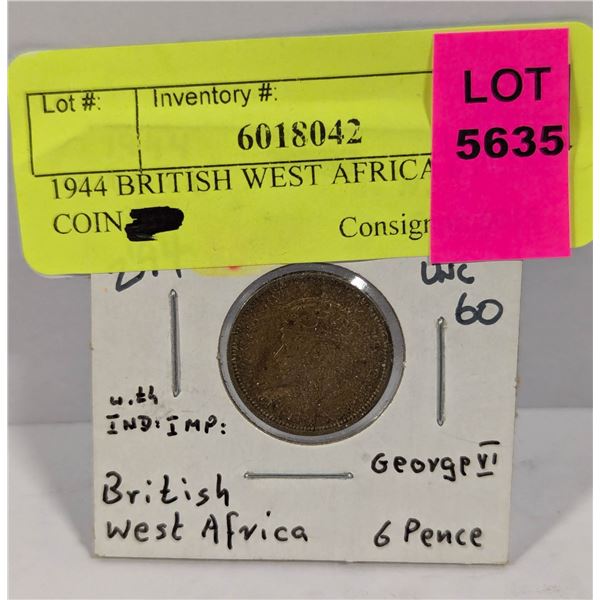 Lot #:
Inventory #:
LOT
6018042
5635
1944 BRITISH WEST AFRICA
COIN
Consign
UNC
60
with
IND: IMP:
George VI
British
West Africa
6 Pence